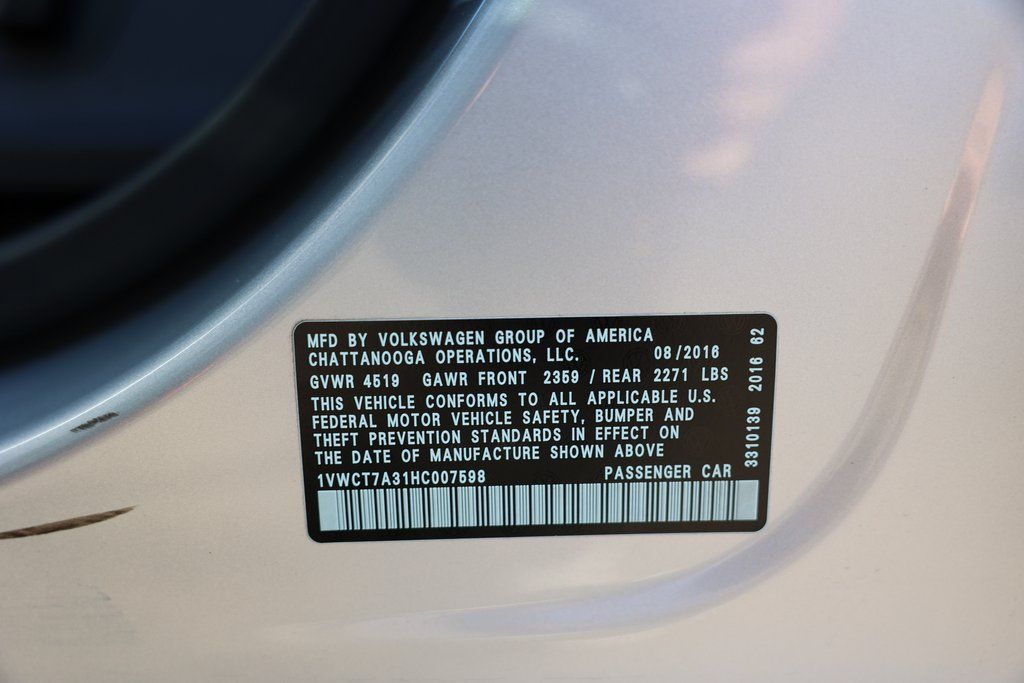 MFD BY VOLKSWAGEN GROUP OF AMERICA
CHATTANOOGA OPERATIONS, LLC. 08/2016
GVWR 4519 GAWR FRONT 2359 / REAR 2271 LBS
THIS VEHICLE CONFORMS TO ALL APPLICABLE U.S.
FEDERAL MOTOR VEHICLE SAFETY, BUMPER AND
THEFT PREVENTION STANDARDS IN EFFECT ON
THE DATE OF MANUFACTURE SHOWN ABOVE
1VWCT7A31HC007598 PASSENGER CAR
3310139 2016 62